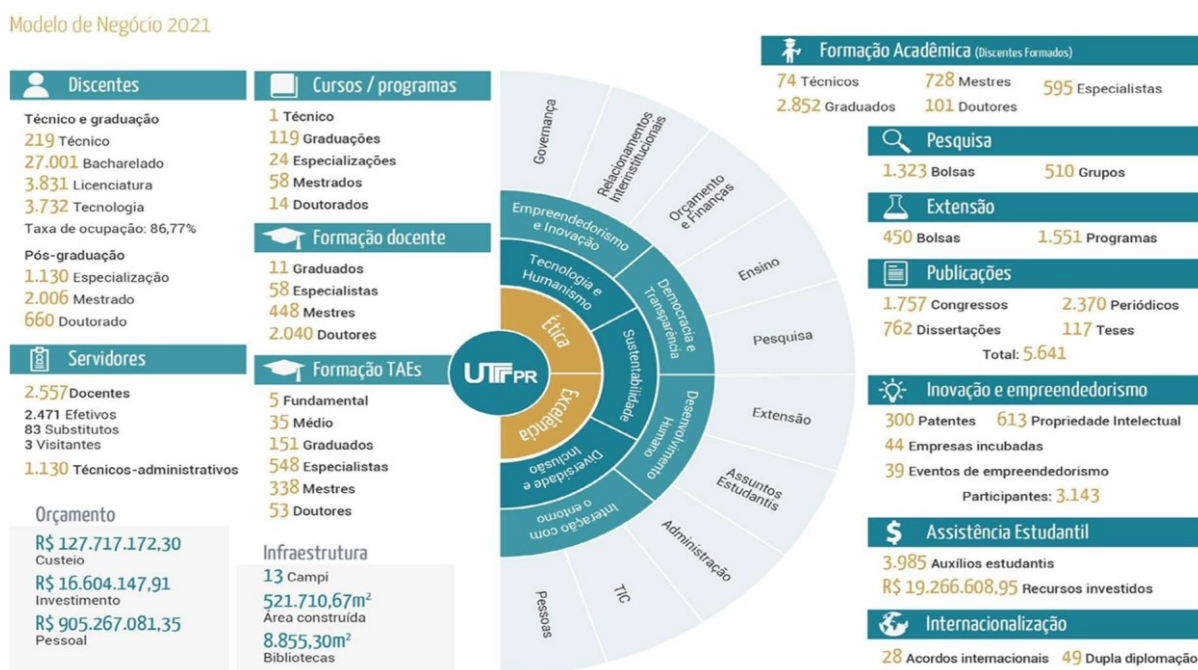 Modelo de Negócio 2021
Discentes
Técnico e graduação
219 Técnico
27.001 Bacharelado
3.831 Licenciatura
3.732 Tecnologia
Taxa de ocupação: 86,77%
Pós-graduação
1.130 Especialização
2.006 Mestrado
660 Doutorado
Servidores
2.557Docentes
2.471 Efetivos
83 Substitutos
3 Visitantes
1.130 Técnicos-administrativos
Orçamento
R$ 127.717.172,30
Custeio
R$ 16.604.147,91
Investimento
R$ 905.267.081,35
Pessoal
Cursos / programas
1 Técnico
119 Graduações
24 Especializações
58 Mestrados
14 Doutorados
Formação docente
11 Graduados
58 Especialistas
448 Mestres
2.040 Doutores
Formação TAEs
5 Fundamental
35 Médio
151 Graduados
548 Especialistas
338 Mestres
53 Doutores
Infraestrutura
13 Campi
521.710,67m²
Área construída
8.855,30m²
Bibliotecas
UTFPR
Ética
Excelência
Tecnologia e
Humanismo
Sustentabilidade
Diversidade e
Inclusão
Empreendedorismo
e Inovação
Democracia e
Transparência
Desenvolvimento
Humano
Interação com
o entorno
Governança
Relacionamentos
Interinstitucionais
Orçamento
e Finanças
Ensino
Pesquisa
Extensão
Assuntos
Estudantis
Administração
TIC
Pessoas
Formação Acadêmica (Discentes Formados)
74 Técnicos 728 Mestres 595 Especialistas
2.852 Graduados 101 Doutores
Pesquisa
1.323 Bolsas 510 Grupos
Extensão
450 Bolsas 1.551 Programas
Publicações
1.757 Congressos 2.370 Periódicos
762 Dissertações 117 Teses
Total: 5.641
Inovação e empreendedorismo
300 Patentes 613 Propriedade Intelectual
44 Empresas incubadas
39 Eventos de empreendedorismo
Participantes: 3.143
$ Assistência Estudantil
3.985 Auxílios estudantis
R$ 19.266.608,95 Recursos investidos
Internacionalização
28 Acordos internacionais 49 Dupla diplomação